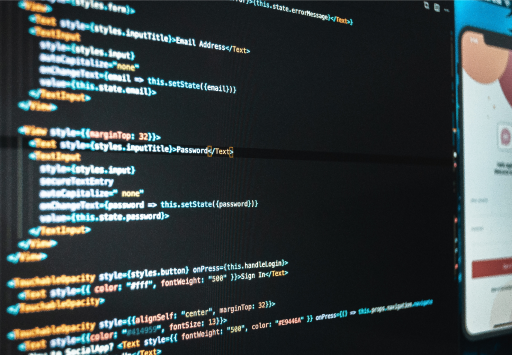 style={styles.form}>
}>{this.state.errorMessage}</Text>}
<View>
<Text style={styles.inputTitle}>Email Address</Text>
<TextInput
style={styles.input}
autoCapitalize="none"
onChangeText={email => this.setState({email})}
value={this.state.email}>
</TextInput>
</View>
<View style={{marginTop: 32}}>
<Text style={styles.inputTitle}>Password</Text>
<TextInput
style={styles.input}
secureTextEntry
autoCapitalize=" none"
onChangeText={password => this.setState({password})}
value={this.state.password}>
</TextInput>
</View>
</View>
<TouchableOpacity style={styles.button} onPress={this.handleLogin}>
<Text style={{ color: "#fff", fontWeight: "500" }}>Sign In</Text>
</TouchableOpacity>
<TouchableOpacity style={{alignSelf: "center", marginTop: 32}}>
<Text style={{color: "#414959", fontSize: 13}}>
to SocialApp? <Text style={{ fontWeight: "500", color: "#E9446A" }} onPress={() => this.props.navigation.navigate
</Text>